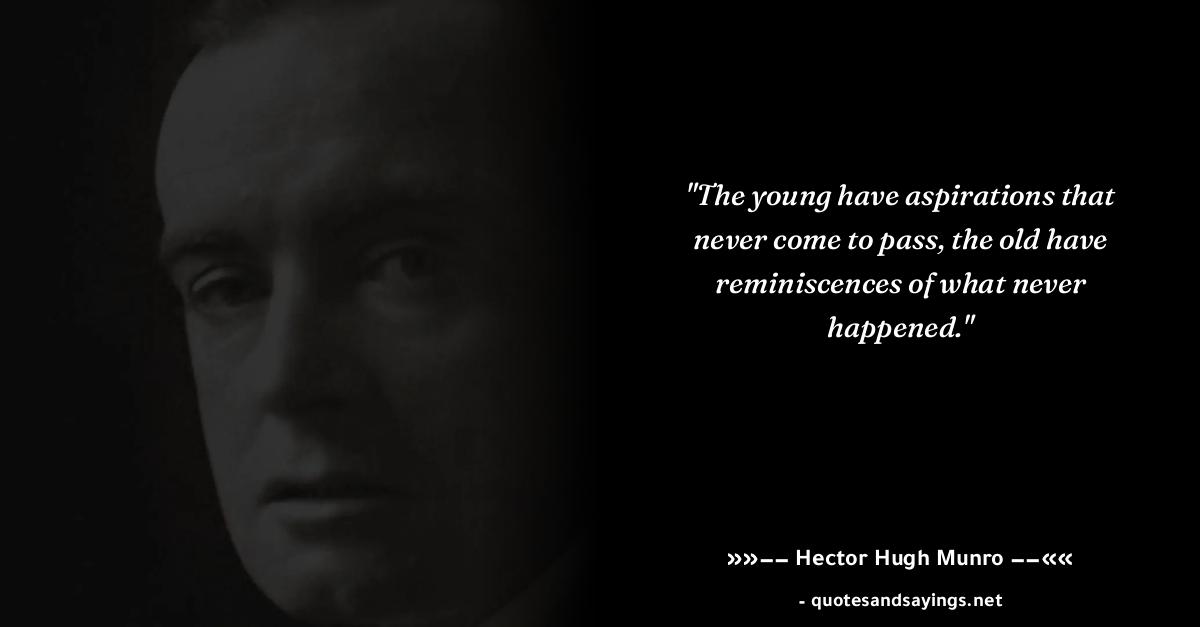 "The young have aspirations that
never come to pass, the old have
reminiscences of what never
happened."
»»−− Hector Hugh Munro −−««
- quotesandsayings.net